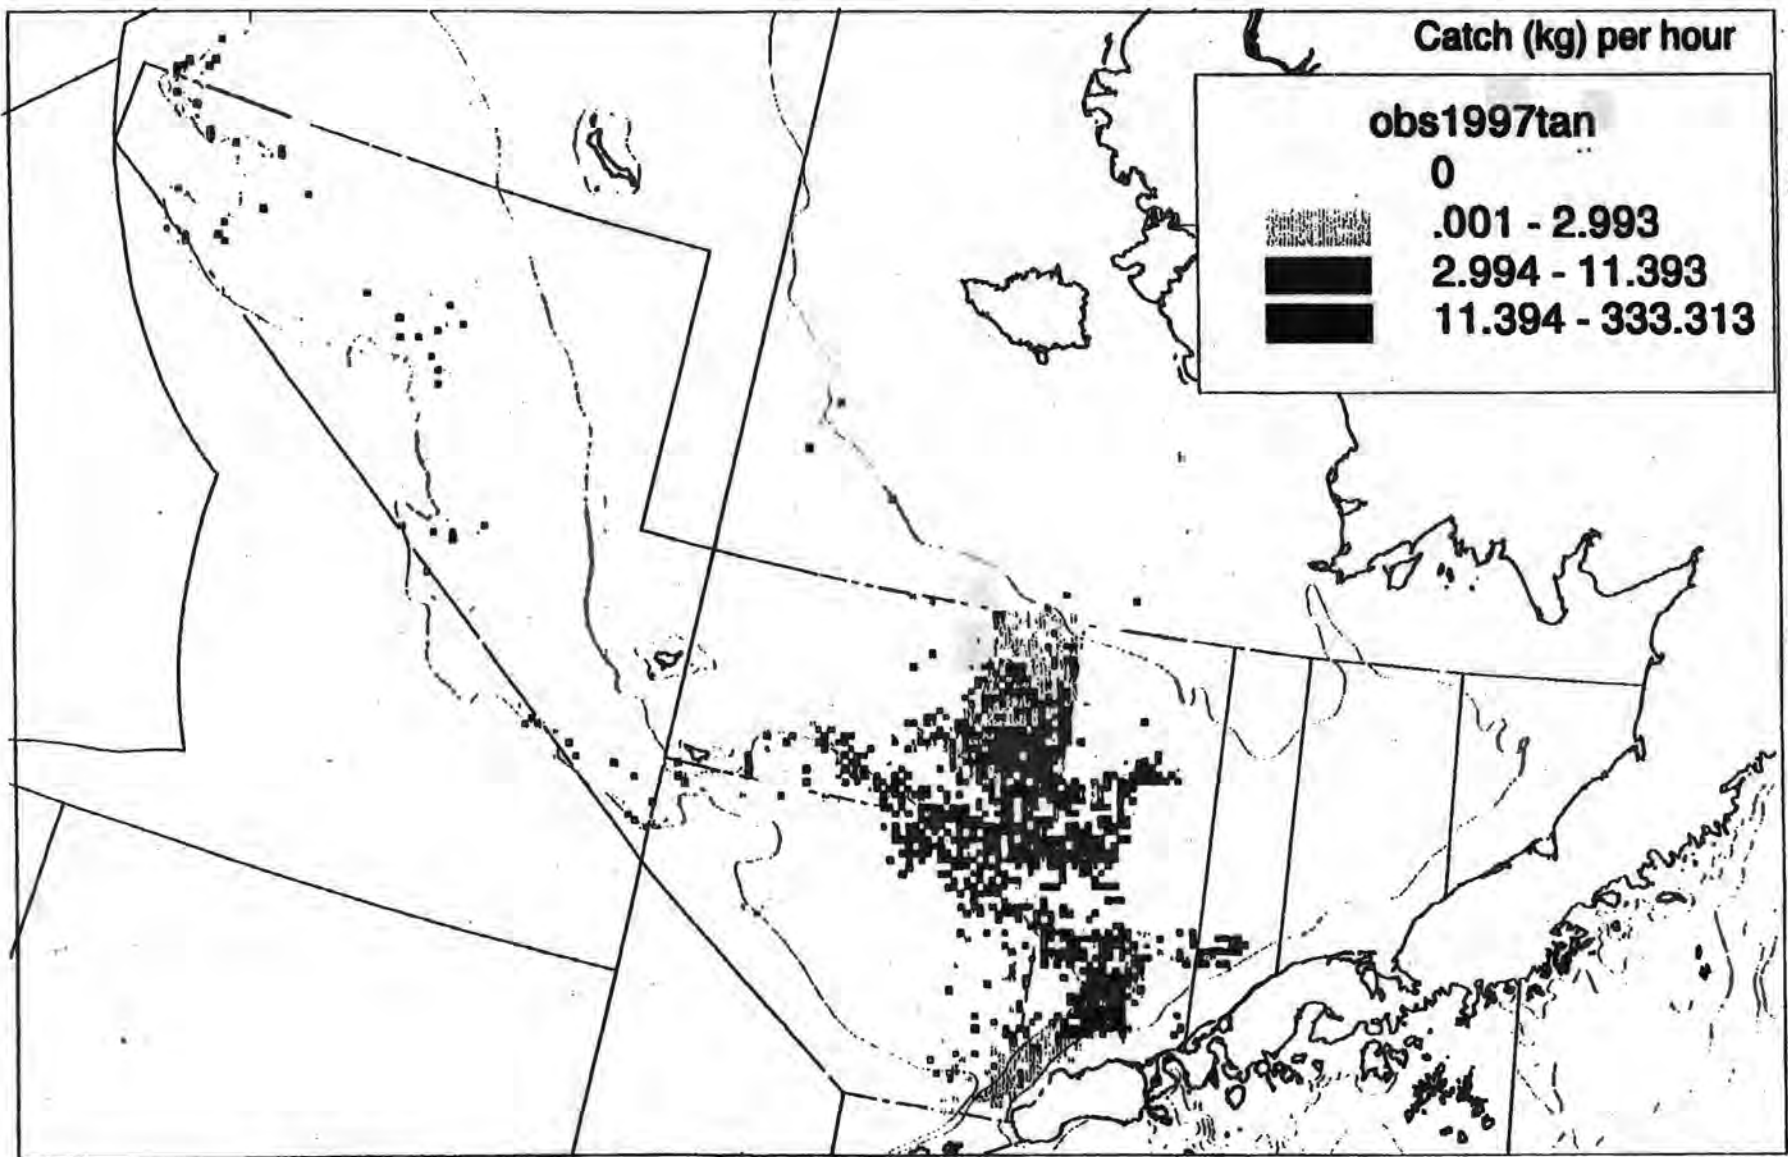 Catch (kg) per hour
obs1997tan
0
.001 - 2.993
2.994 - 11.393
11.394 - 333.313